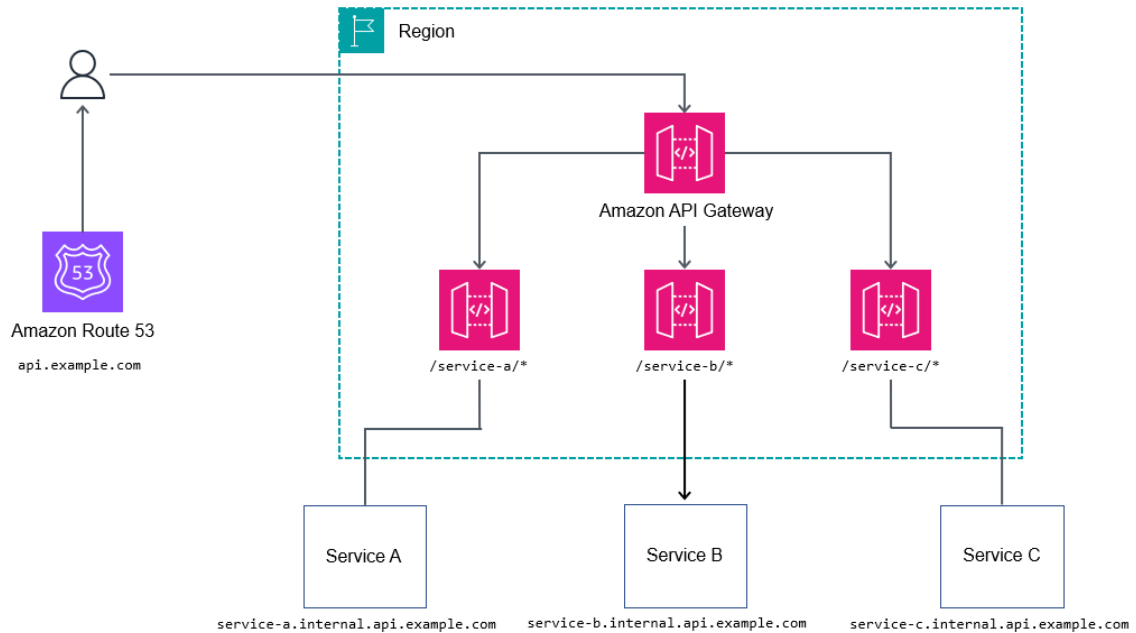 Region
Amazon API Gateway
53
Amazon Route 53
api.example.com
/service-a/*
/service-b/*
/service-c/*
Service A
Service B
Service C
service-a.internal.api.example.com
service-b.internal.api.example.com
service-c.internal.api.example.com